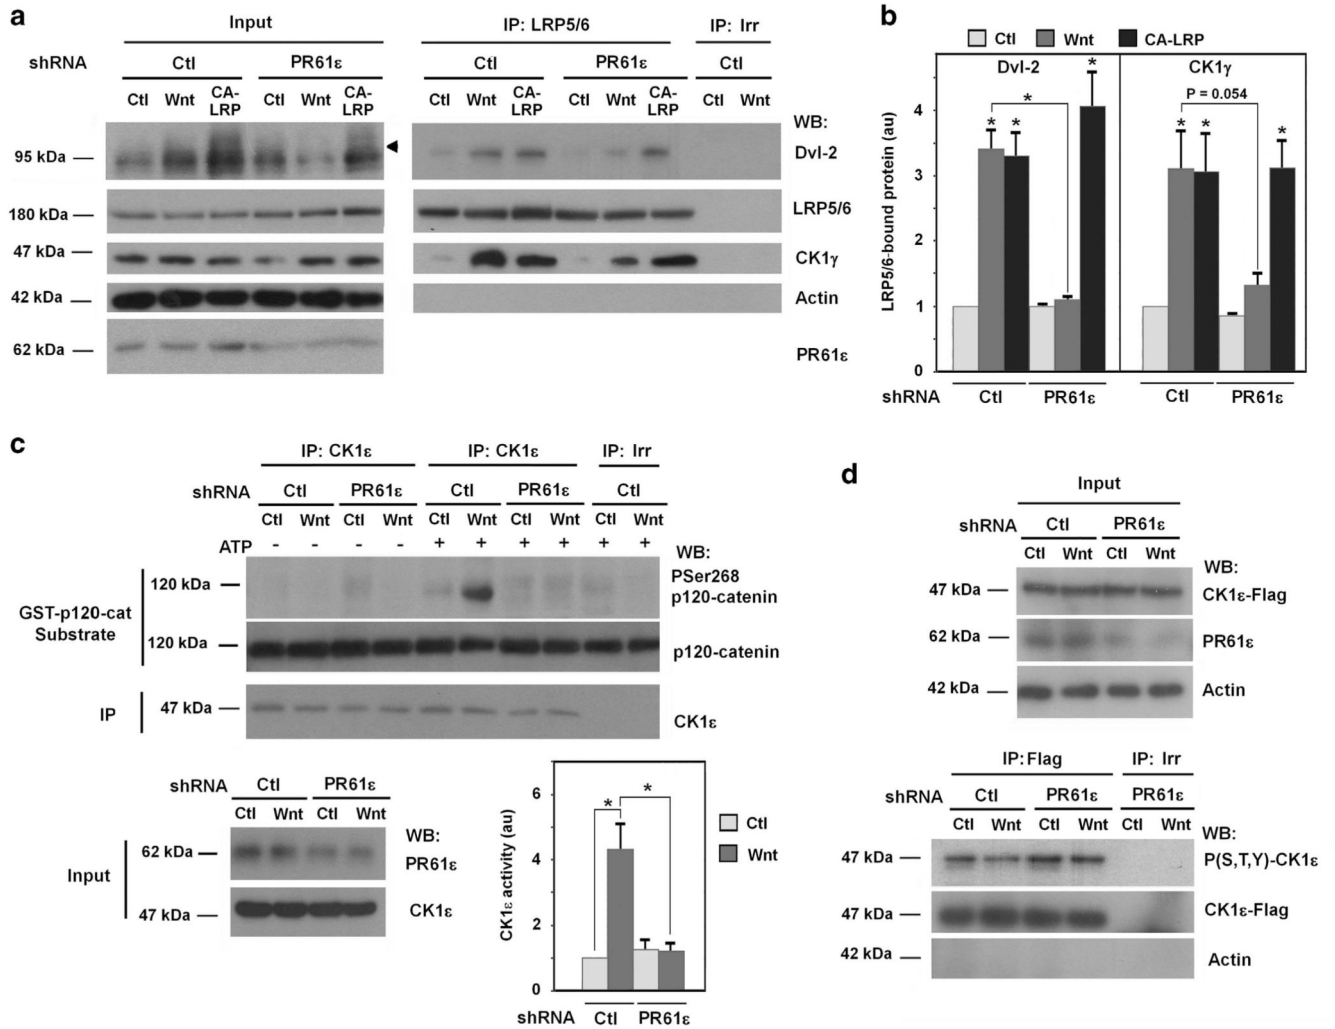 a
Input
IP: LRP5/6
IP: Irr
shRNA
Ctl
PR61ε
Ctl
PR61ε
Ctl
Ctl Wnt CA-LRP Ctl Wnt CA-LRP
Ctl Wnt CA-LRP Ctl Wnt CA-LRP
Ctl Wnt
WB:
95 kDa
Dvl-2
180 kDa
LRP5/6
47 kDa
CK1γ
42 kDa
Actin
62 kDa
PR61ε
b
Ctl Wnt CA-LRP
Dvl-2
CK1γ
LRP5/6-bound protein (au)
4
3
2
1
0
*
*
*
*
P = 0.054
*
*
*
shRNA
Ctl
PR61ε
Ctl
PR61ε
c
IP: CK1ε
IP: CK1ε
IP: Irr
shRNA
Ctl
PR61ε
Ctl
PR61ε
Ctl
Ctl Wnt Ctl Wnt Ctl Wnt Ctl Wnt Ctl Wnt
ATP - - - - + + + + + +
WB:
GST-p120-cat
Substrate
120 kDa
PSer268
p120-catenin
120 kDa
p120-catenin
IP
47 kDa
CK1ε
shRNA
Ctl
PR61ε
Ctl Wnt Ctl Wnt
WB:
Input
62 kDa
PR61ε
47 kDa
CK1ε
CK1ε activity (au)
6
4
2
0
*
*
Ctl
Wnt
shRNA
Ctl
PR61ε
d
Input
shRNA
Ctl
PR61ε
Ctl Wnt Ctl Wnt
WB:
47 kDa
CK1ε-Flag
62 kDa
PR61ε
42 kDa
Actin
IP: Flag
IP: Irr
shRNA
Ctl
PR61ε
PR61ε
Ctl Wnt Ctl Wnt Ctl Wnt
WB:
47 kDa
P(S,T,Y)-CK1ε
47 kDa
CK1ε-Flag
42 kDa
Actin